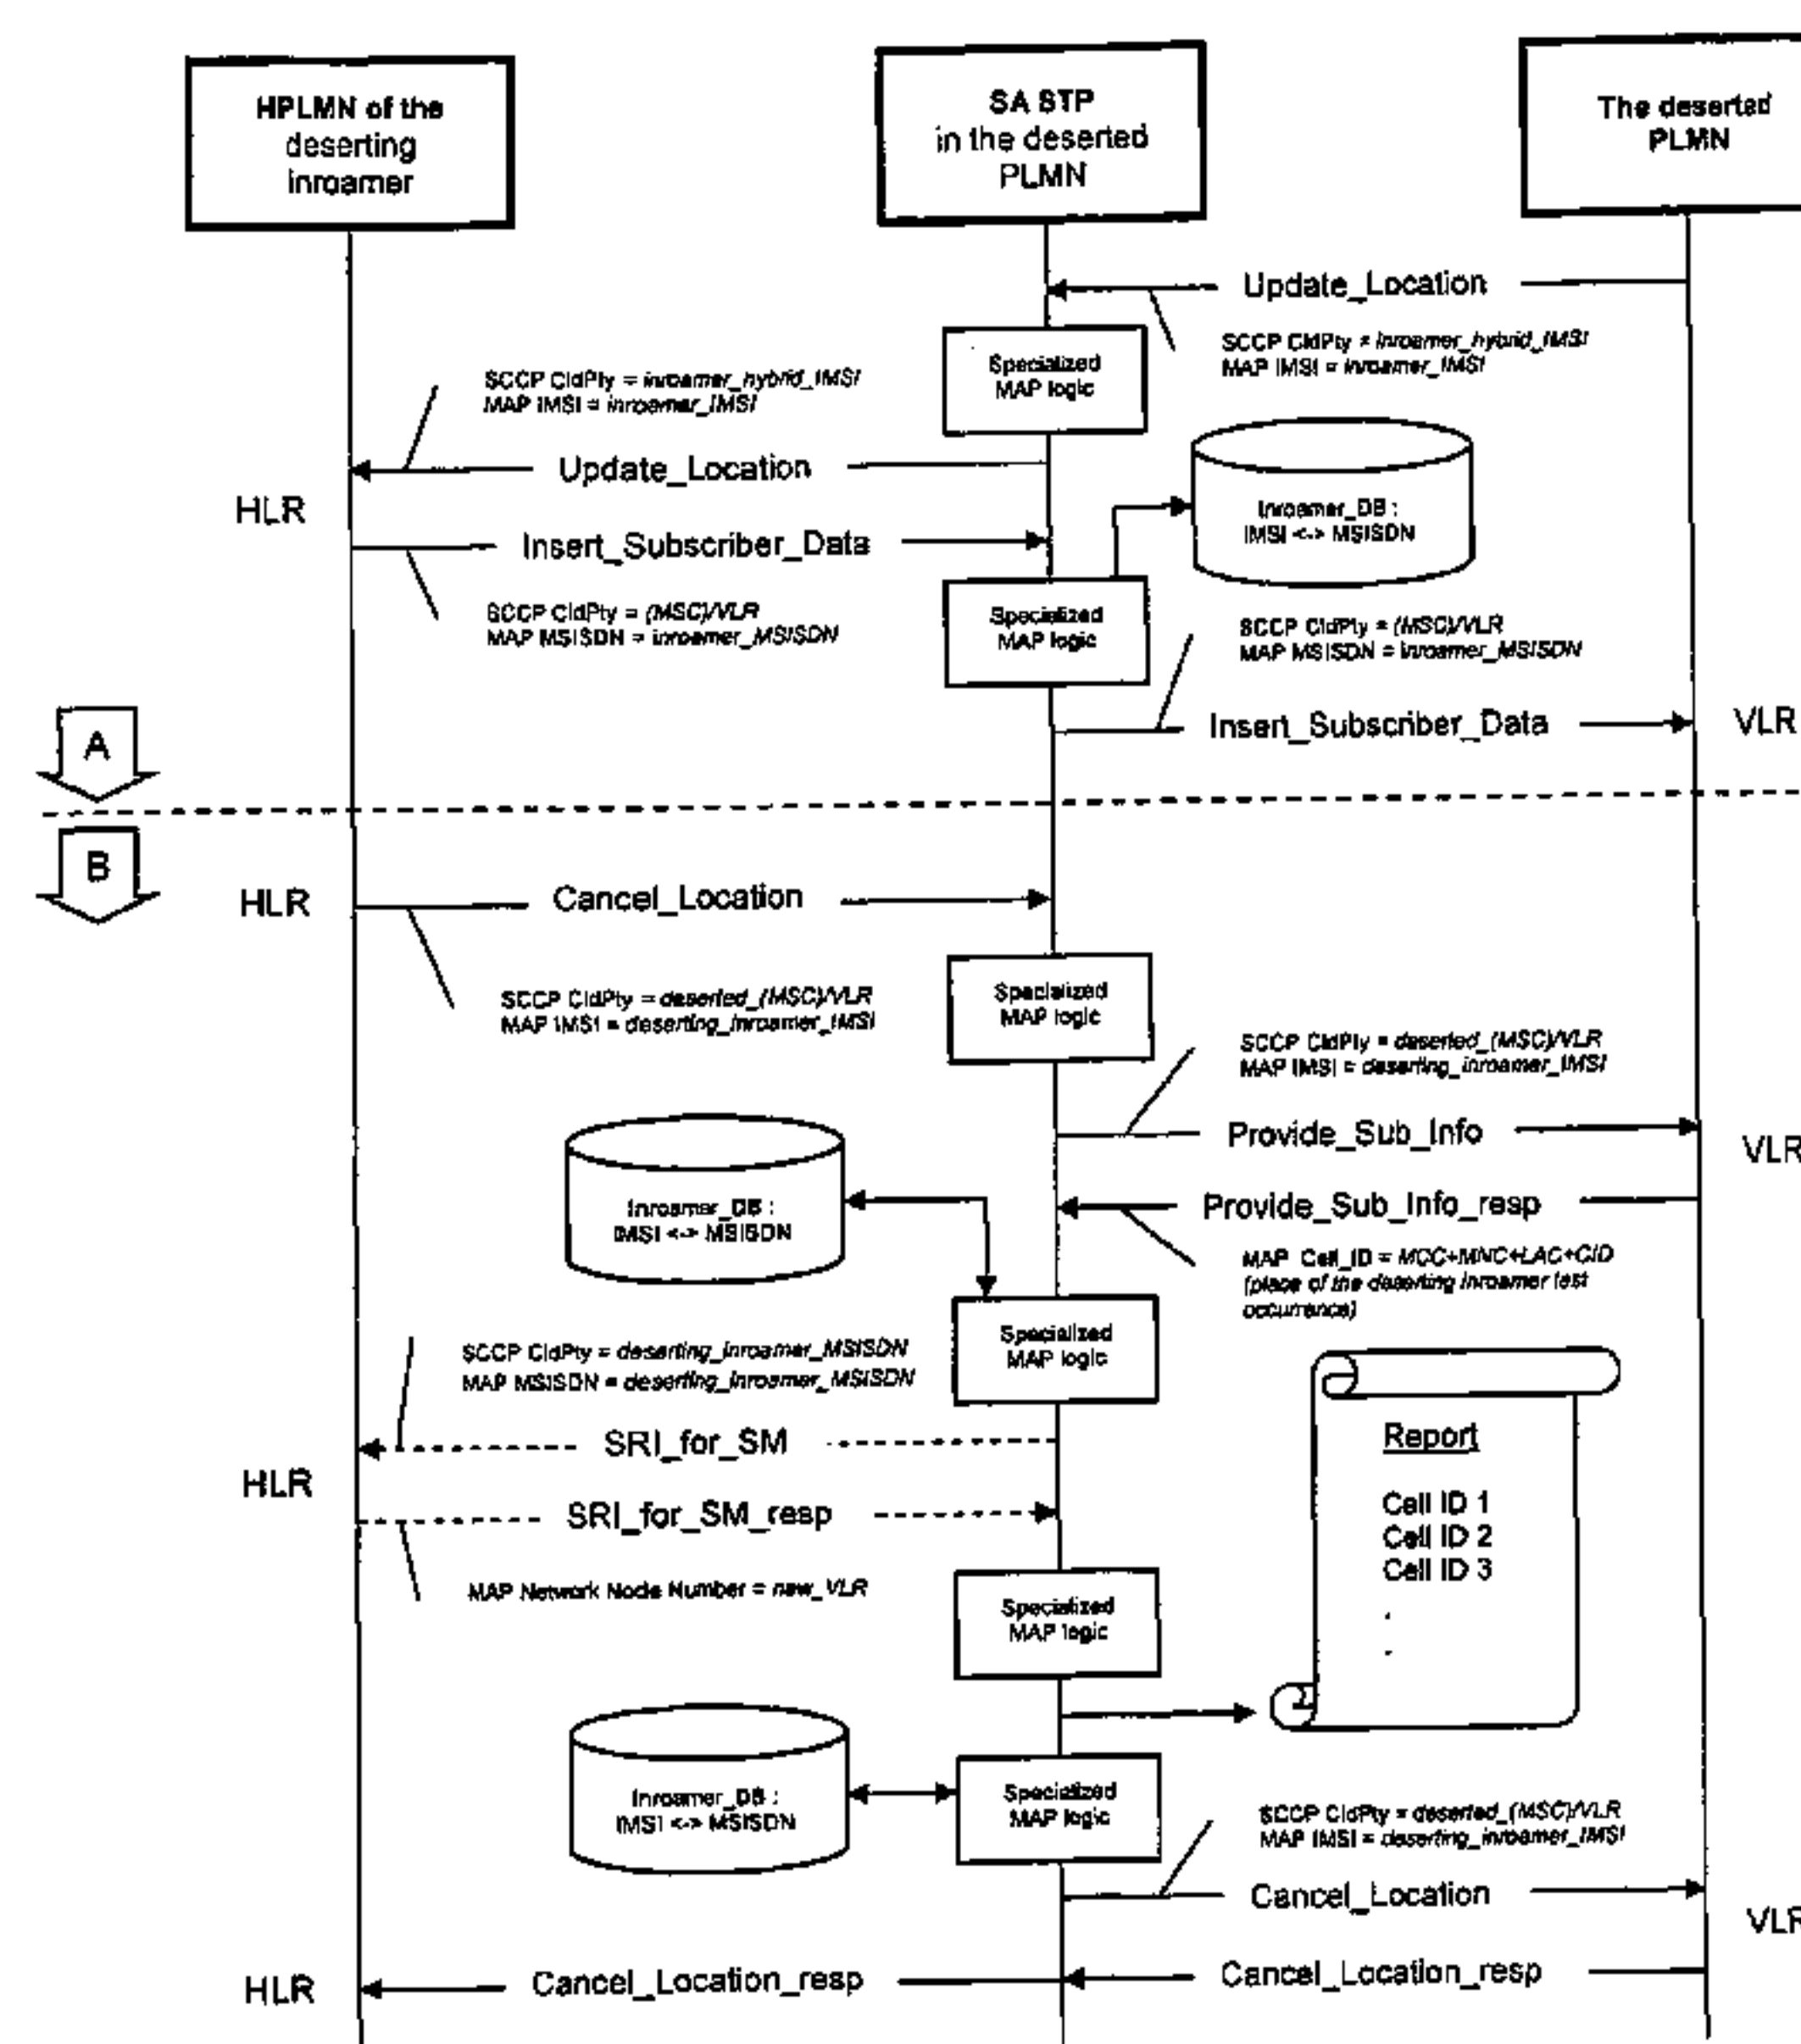 HPLMN of the
deserting
inroamer
SA STP
in the deserted
PLMN
The deserted
PLMN
Update_Location
SCCP CldPty = inroamer_hybrid_IMSI
MAP IMSI = inroamer_IMSI
Specialized
MAP logic
SCCP CldPty = inroamer_hybrid_IMSI
MAP IMSI = inroamer_IMSI
Update_Location
HLR
Inroamer_DB :
IMSI <-> MSISDN
Insert_Subscriber_Data
SCCP CldPty = (MSC)/VLR
MAP MSISDN = inroamer_MSISDN
Specialized
MAP logic
SCCP CldPty = (MSC)/VLR
MAP MSISDN = inroamer_MSISDN
Insert_Subscriber_Data
VLR
A
B
HLR
Cancel_Location
SCCP CldPty = deserted_(MSC)/VLR
MAP IMSI = deserting_inroamer_IMSI
Specialized
MAP logic
SCCP CldPty = deserted_(MSC)/VLR
MAP IMSI = deserting_inroamer_IMSI
Provide_Sub_Info
VLR
Inroamer_DB :
IMSI <-> MSISDN
Provide_Sub_Info_resp
MAP Cell_ID = MCC+MNC+LAC+CID
(place of the deserting inroamer last
occurrence)
Specialized
MAP logic
SCCP CldPty = deserting_inroamer_MSISDN
MAP MSISDN = deserting_inroamer_MSISDN
SRI_for_SM
HLR
SRI_for_SM_resp
MAP Network Node Number = new_VLR
Report
Cell ID 1
Cell ID 2
Cell ID 3
.
.
Specialized
MAP logic
Inroamer_DB :
IMSI <-> MSISDN
Specialized
MAP logic
SCCP CldPty = deserted_(MSC)/VLR
MAP IMSI = deserting_inroamer_IMSI
Cancel_Location
VLR
HLR
Cancel_Location_resp
Cancel_Location_resp